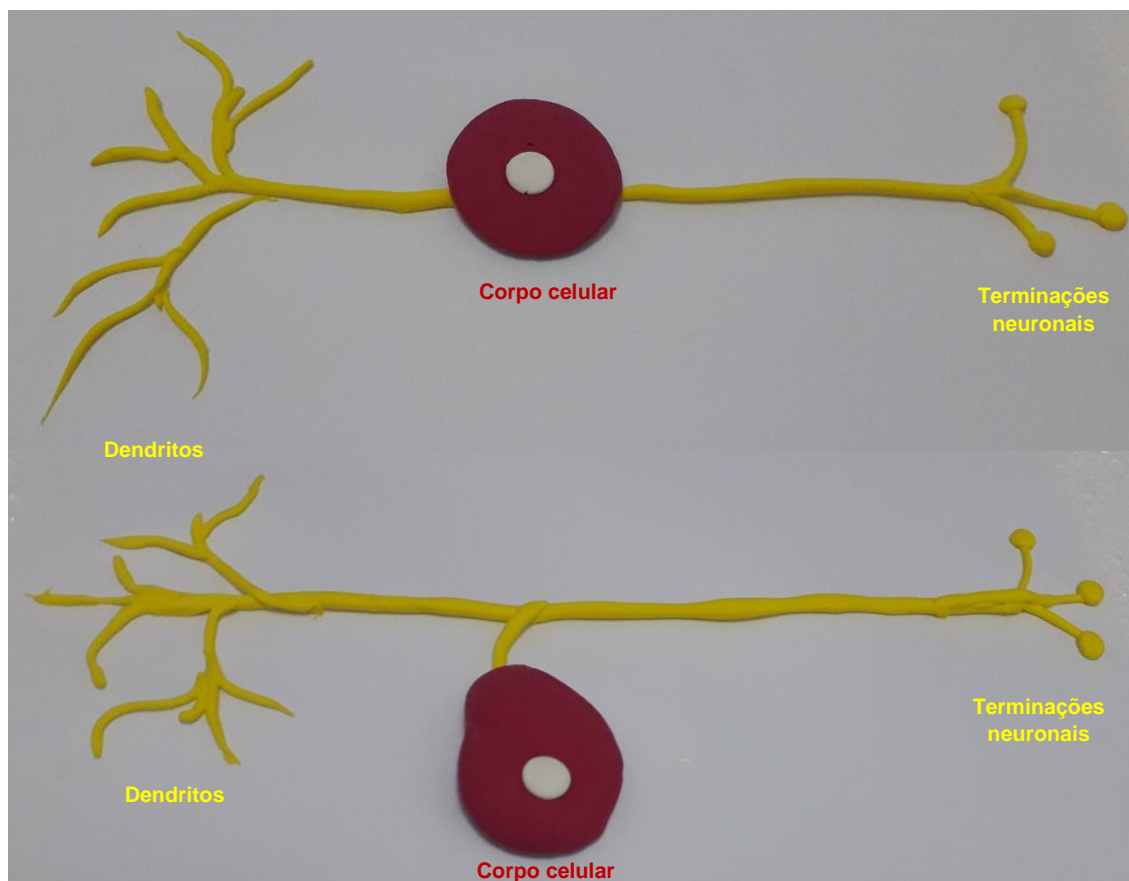 Corpo celular
Terminações
neuronais
Dendritos
Terminações
neuronais
Dendritos
Corpo celular